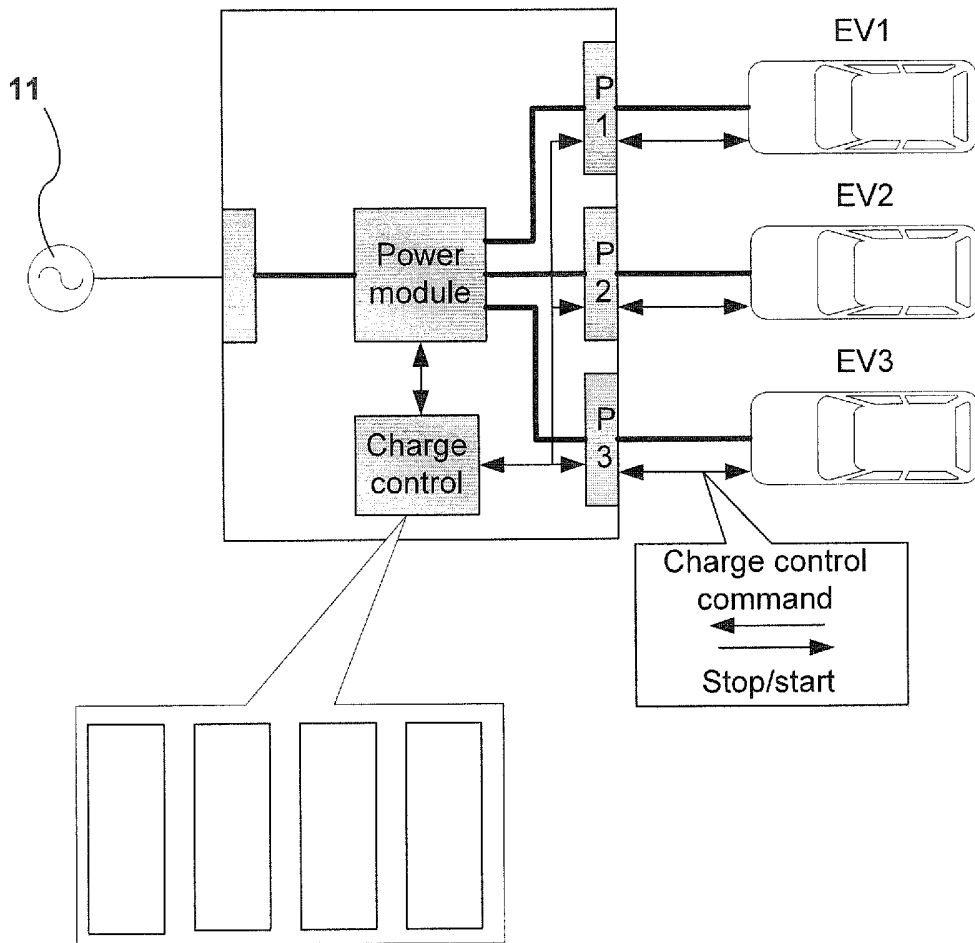 EV1
11
P
1
EV2
Power
module
P
2
EV3
Charge
control
P
3
Charge control
command
Stop/start